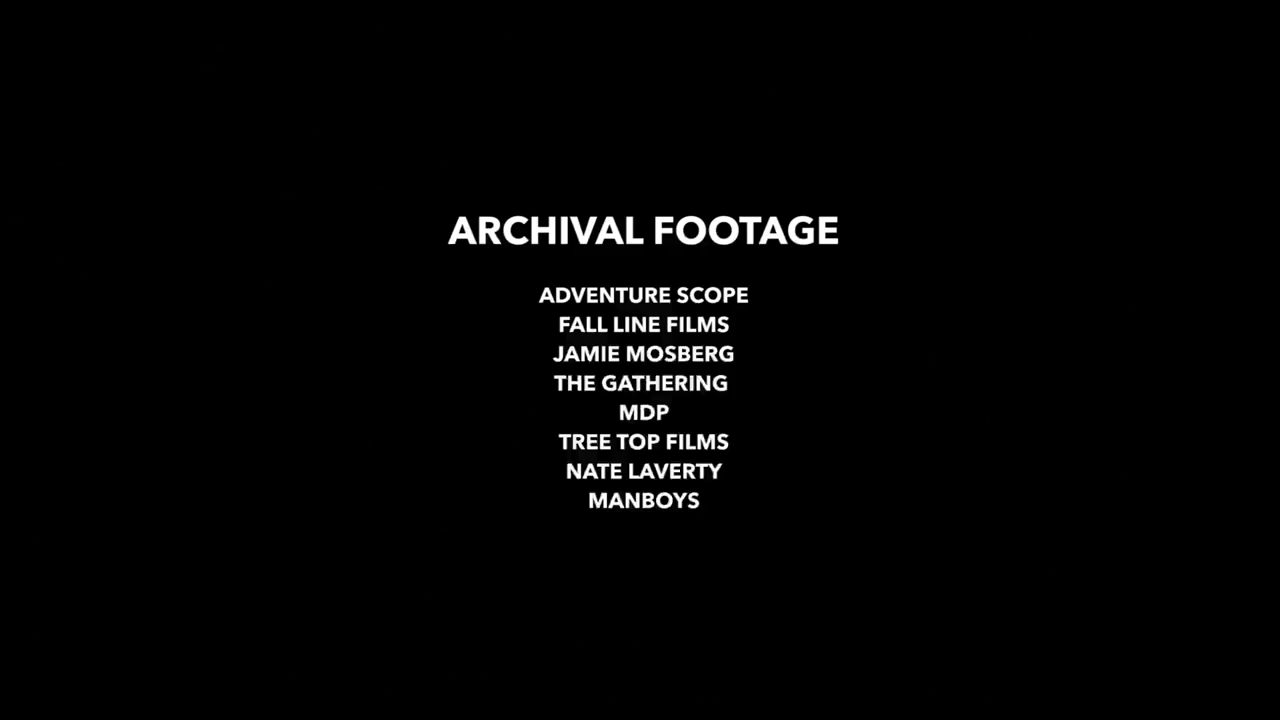 ARCHIVAL FOOTAGE
ADVENTURE SCOPE
FALL LINE FILMS
JAMIE MOSBERG
THE GATHERING
MDP
TREE TOP FILMS
NATE LAVERTY
MANBOYS